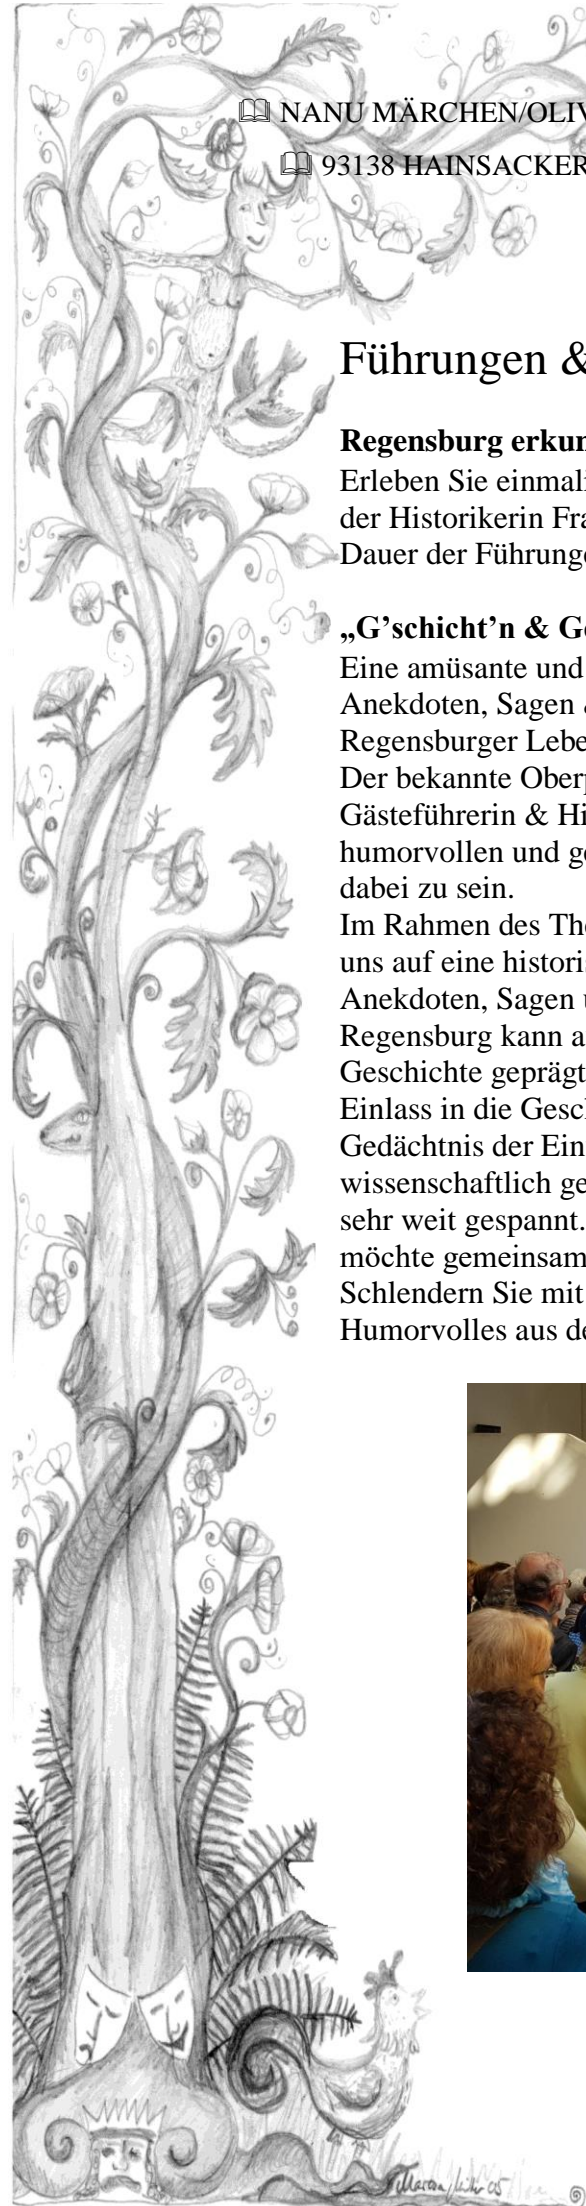 🕮 NANU MÄRCHEN/OLIV
🕮 93138 HAINSACKER
Führungen &
Regensburg erkun
Erleben Sie einmali
der Historikerin Fra
Dauer der Führunge
„G’schicht’n & Ge
Eine amüsante und
Anekdoten, Sagen &
Regensburger Lebe
Der bekannte Oberp
Gästeführerin & Hi
humorvollen und ge
dabei zu sein.
Im Rahmen des The
uns auf eine historis
Anekdoten, Sagen u
Regensburg kann a
Geschichte geprägt
Einlass in die Gesch
Gedächtnis der Ein
wissenschaftlich ge
sehr weit gespannt.
möchte gemeinsam
Schlendern Sie mit
Humorvolles aus de